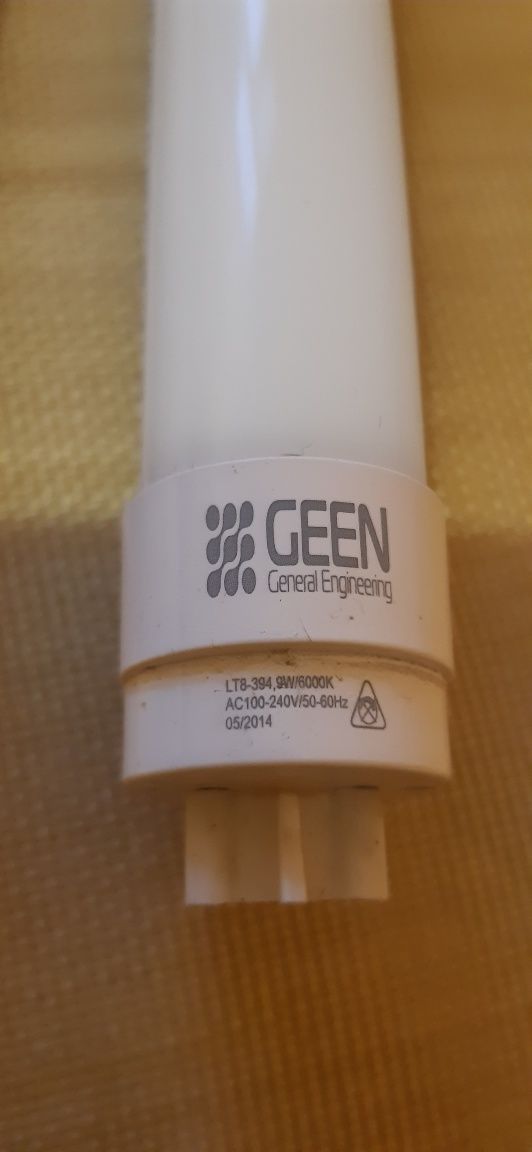 GEEN
General Engineering
LT8-394,9W/6000K
AC100-240V/50-60Hz
05/2014